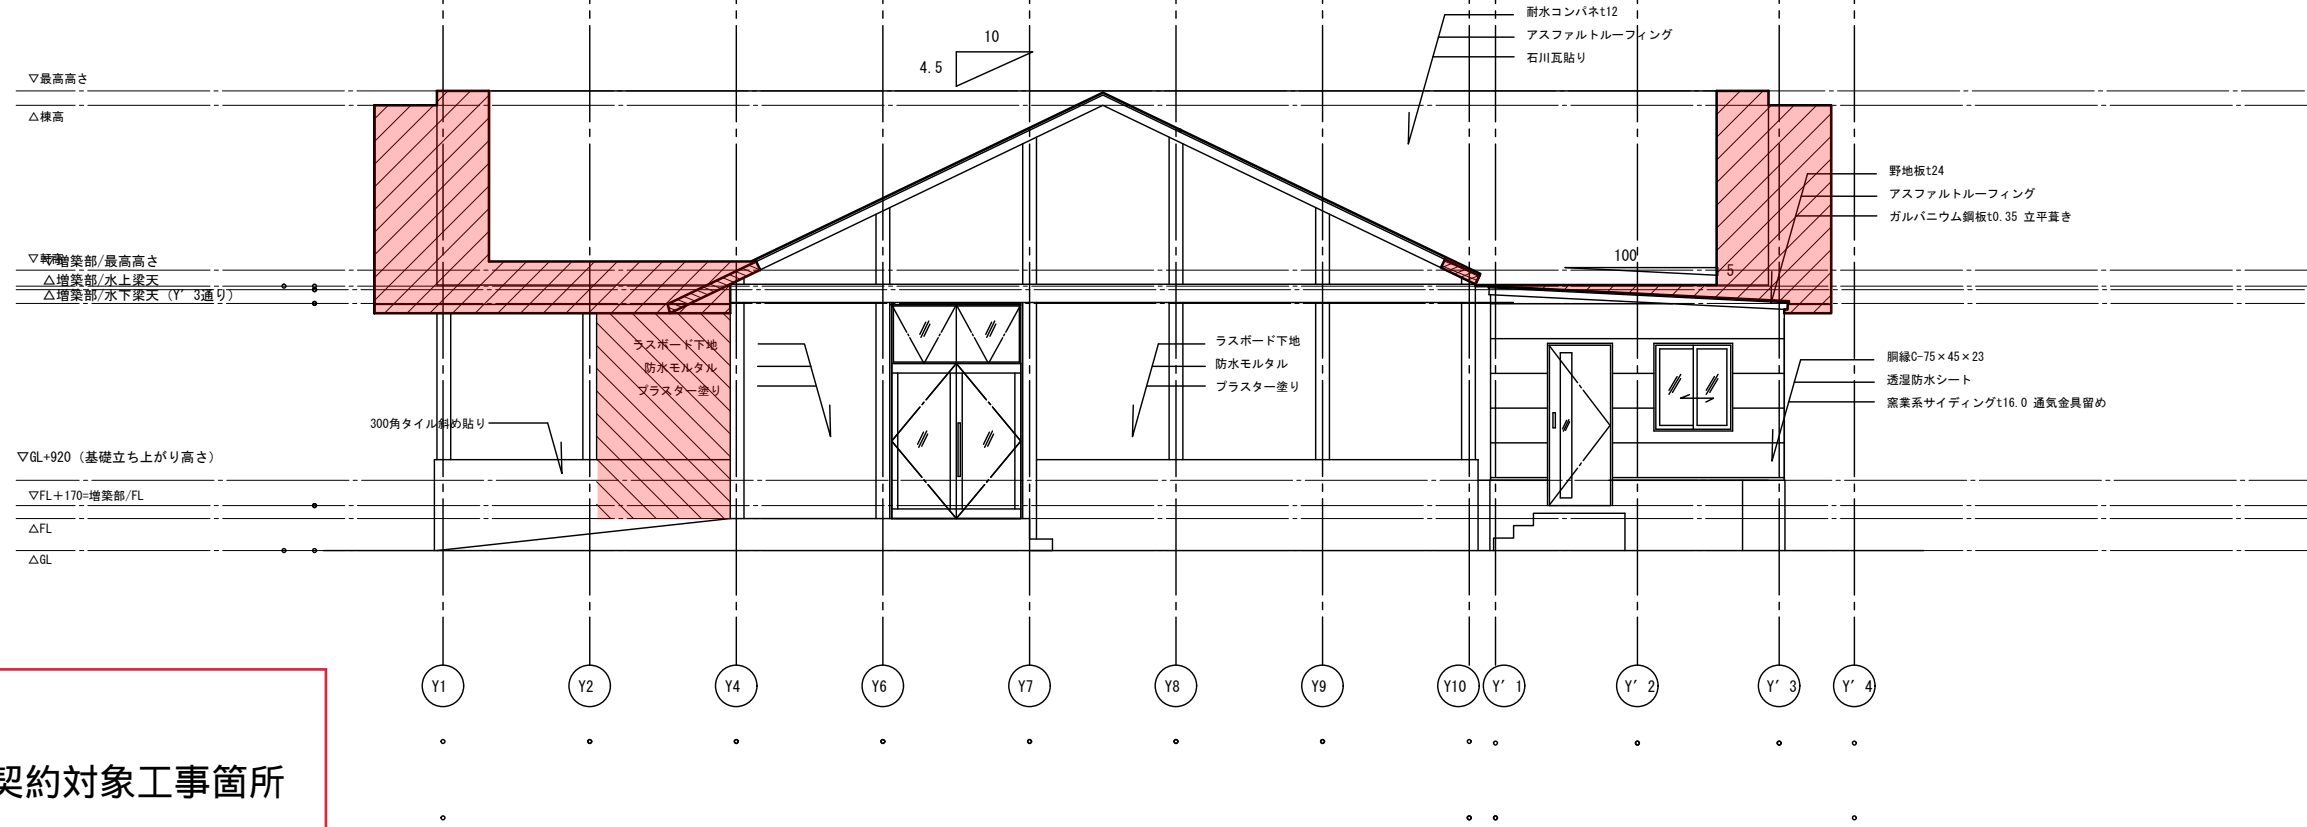 耐水コンパネt12
アスファルトルーフィング
石川瓦貼り
10
4.5
▽最高高さ
△棟高
野地板t24
アスファルトルーフィング
ガルバニウム鋼板t0.35 立平葺き
100
5
▽増築部/最高高さ
△増築部/水上梁天
△増築部/水下梁天（Y′3通り）
ラスボード下地
防水モルタル
プラスター塗り
ラスボード下地
防水モルタル
プラスター塗り
胴縁C-75×45×23
透湿防水シート
窯業系サイディングt16.0 通気金具留め
300角タイル斜め貼り
▽GL+920（基礎立ち上がり高さ）
▽FL＋170=増築部/FL
△FL
△GL
Y1 Y2 Y4 Y6 Y7 Y8 Y9 Y10 Y′1 Y′2 Y′3 Y′4
契約対象工事箇所